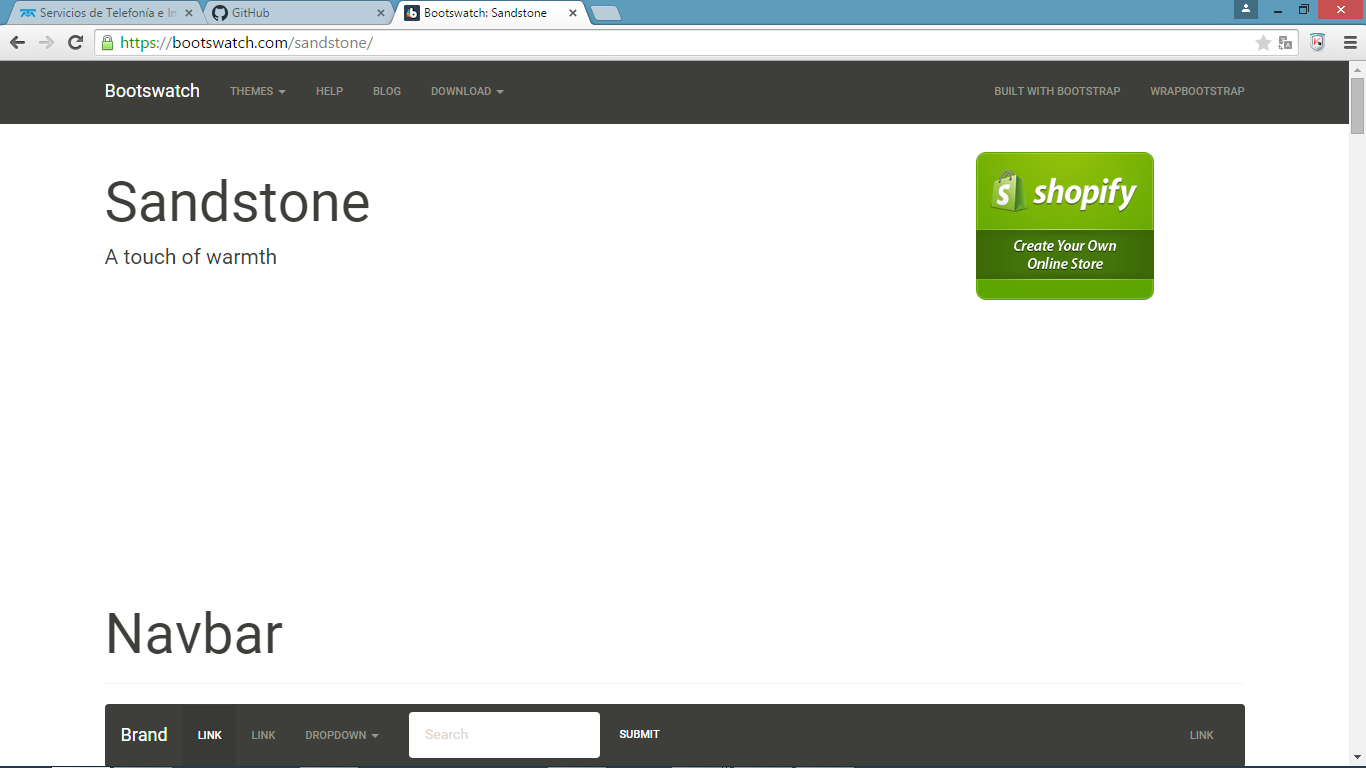 Servicios de Telefonía e In
GitHub
Bootswatch: Sandstone
https://bootswatch.com/sandstone/
Bootswatch THEMES HELP BLOG DOWNLOAD BUILT WITH BOOTSTRAP WRAPBOOTSTRAP
Sandstone
A touch of warmth
shopify
Create Your Own
Online Store
Navbar
Brand LINK LINK DROPDOWN Search SUBMIT LINK